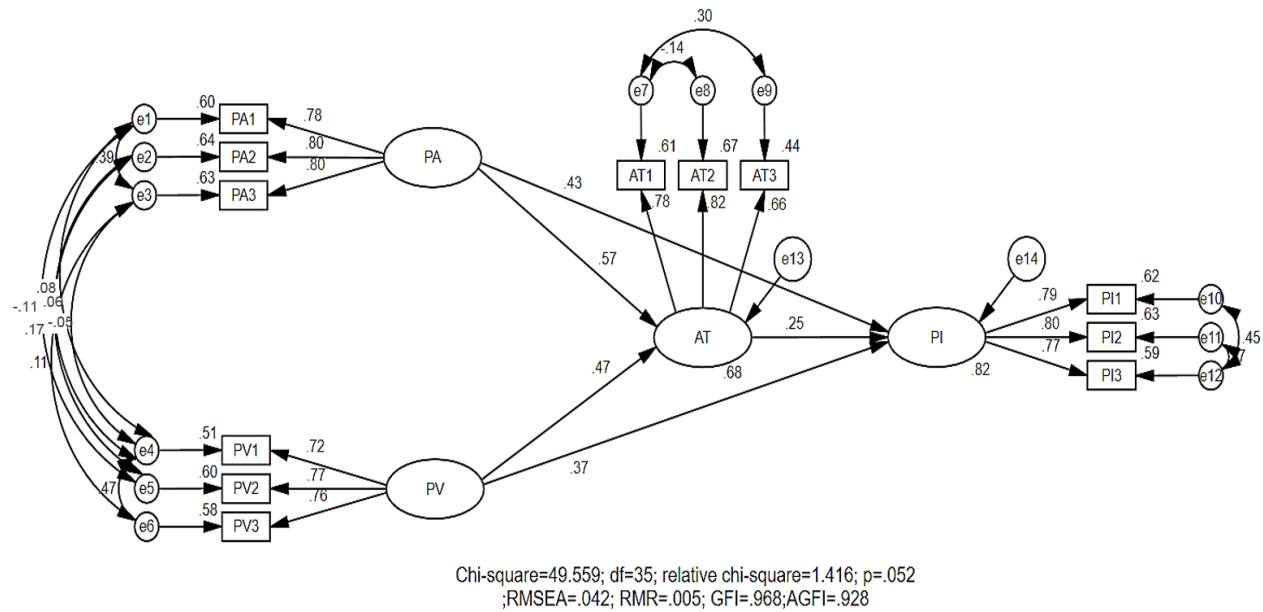 .30
-.14
e7
e8
e9
.60
e1
PA1
.78
.64
.39
e2
PA2
.80
PA
.63
e3
PA3
.80
.61
.67
.44
AT1
AT2
AT3
.78
.82
.66
.43
.57
e13
e14
.08
-.11
.06
-.05
.17
.11
.62
.79
PI1
e10
.63
.25
AT
PI
.80
PI2
e11
.45
.59
.77
PI3
e12
.68
.82
.47
.37
.51
e4
PV1
.72
.60
e5
PV2
.77
PV
.47
.58
e6
PV3
.76
Chi-square=49.559; df=35; relative chi-square=1.416; p=.052
;RMSEA=.042; RMR=.005; GFI=.968;AGFI=.928